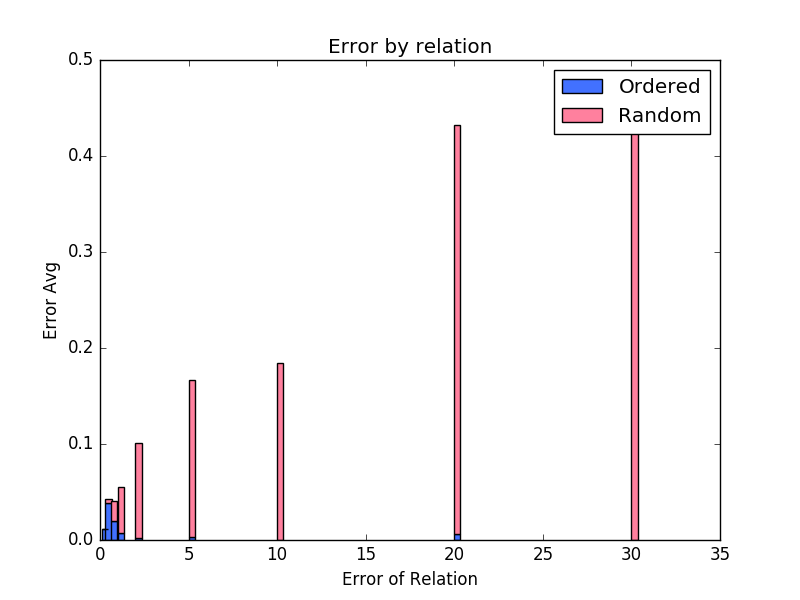 Error by relation
0.5
Ordered
Random
0.4
0.3
Error Avg
0.2
0.1
0.0
0 5 10 15 20 25 30 35
Error of Relation